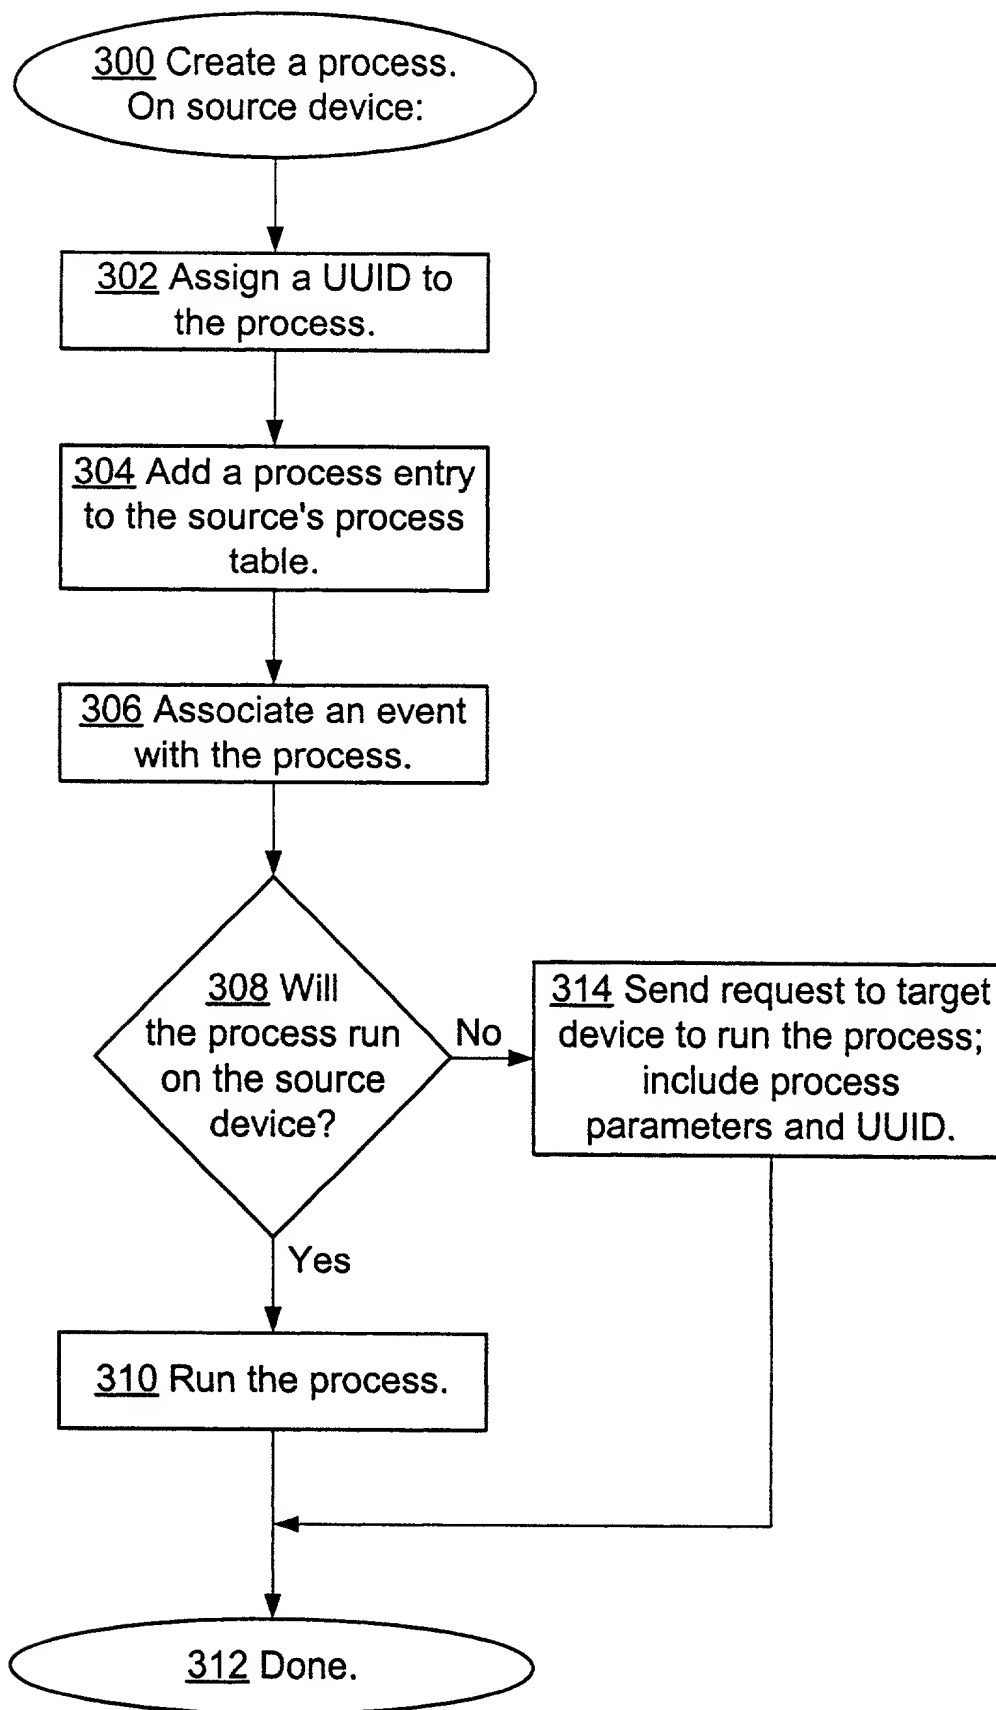 300 Create a process.
On source device:
302 Assign a UUID to
the process.
304 Add a process entry
to the source's process
table.
306 Associate an event
with the process.
308 Will
the process run
on the source
device?
No
314 Send request to target
device to run the process;
include process
parameters and UUID.
Yes
310 Run the process.
312 Done.